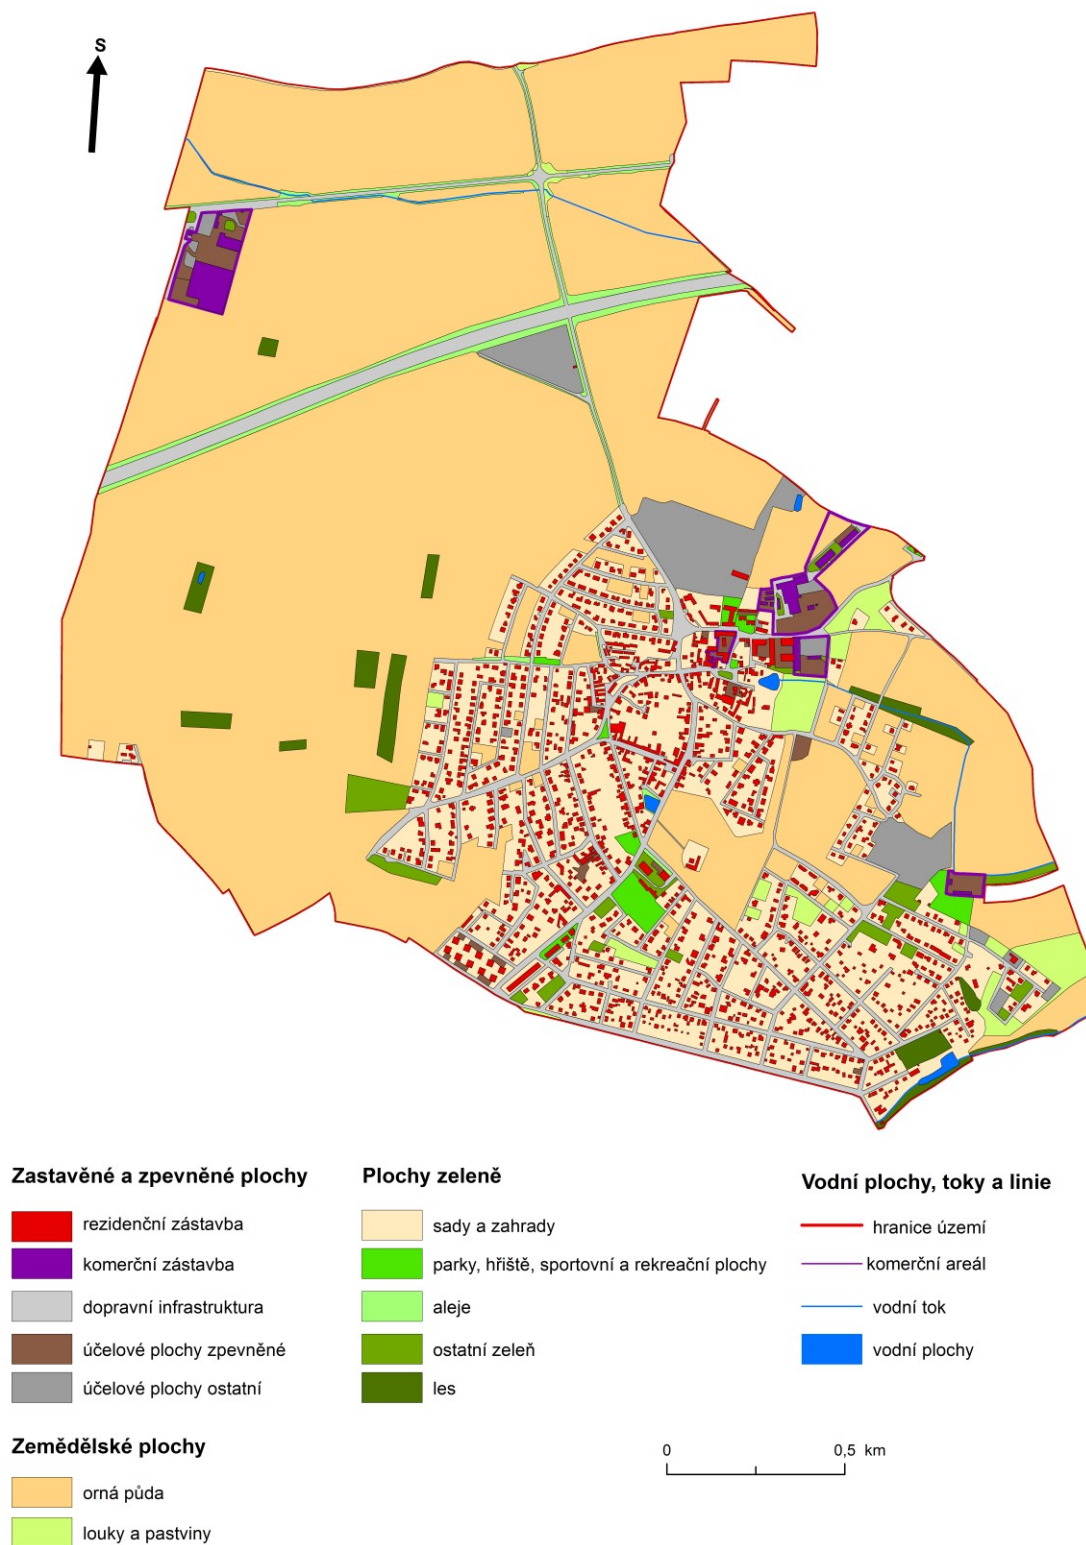 S
Zastavěné a zpevněné plochy
rezidenční zástavba
komerční zástavba
dopravní infrastruktura
účelové plochy zpevněné
účelové plochy ostatní
Zemědělské plochy
orná půda
louky a pastviny
Plochy zeleně
sady a zahrady
parky, hřiště, sportovní a rekreační plochy
aleje
ostatní zeleň
les
Vodní plochy, toky a linie
hranice území
komerční areál
vodní tok
vodní plochy
0 0,5 km